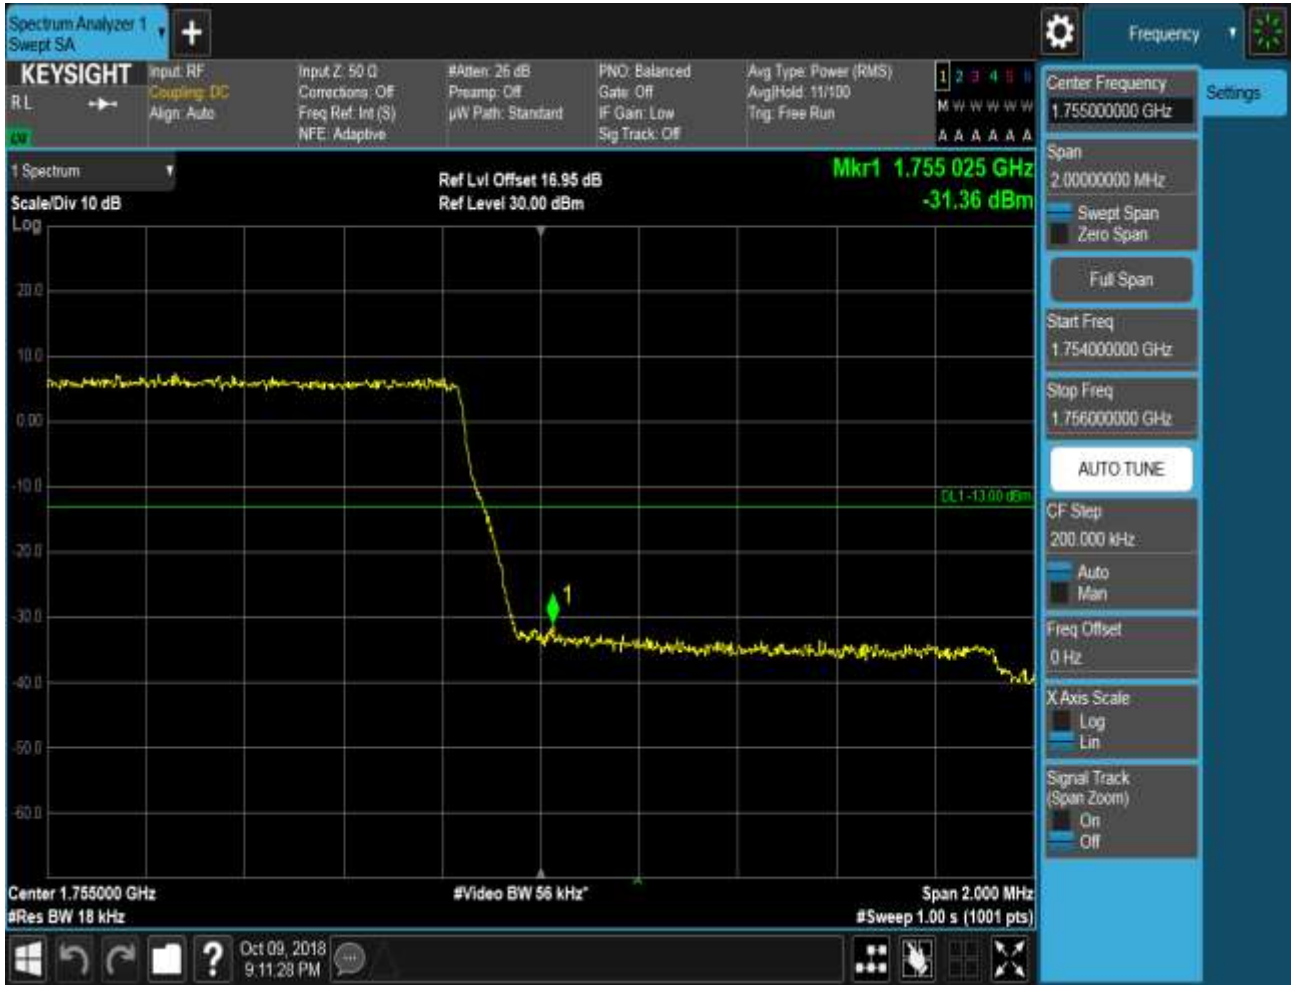 Spectrum Analyzer 1
Swept SA
Frequency
KEYSIGHT
R L
LW
Input: RF
Coupling: DC
Align: Auto
Input Z: 50 Ω
Corrections: Off
Freq Ref: Int (S)
NFE: Adaptive
#Atten: 26 dB
Preamp: Off
µW Path: Standard
PNO: Balanced
Gate: Off
IF Gain: Low
Sig Track: Off
Avg Type: Power (RMS)
Avg|Hold: 11/100
Trig: Free Run
1 2 3 4 5 6
M W W W W W
A A A A A A
1 Spectrum
Scale/Div 10 dB
Log
Ref Lvl Offset 16.95 dB
Ref Level 30.00 dBm
Mkr1 1.755 025 GHz
-31.36 dBm
20.0
10.0
0.00
-10.0
-20.0
-30.0
-40.0
-50.0
-60.0
DL1 -13.00 dBm
1
Center 1.755000 GHz
#Res BW 18 kHz
#Video BW 56 kHz*
Span 2.000 MHz
#Sweep 1.00 s (1001 pts)
Oct 09, 2018
9:11:28 PM
?
Center Frequency
1.755000000 GHz
Settings
Span
2.00000000 MHz
Swept Span
Zero Span
Full Span
Start Freq
1.754000000 GHz
Stop Freq
1.756000000 GHz
AUTO TUNE
CF Step
200.000 kHz
Auto
Man
Freq Offset
0 Hz
X Axis Scale
Log
Lin
Signal Track
(Span Zoom)
On
Off